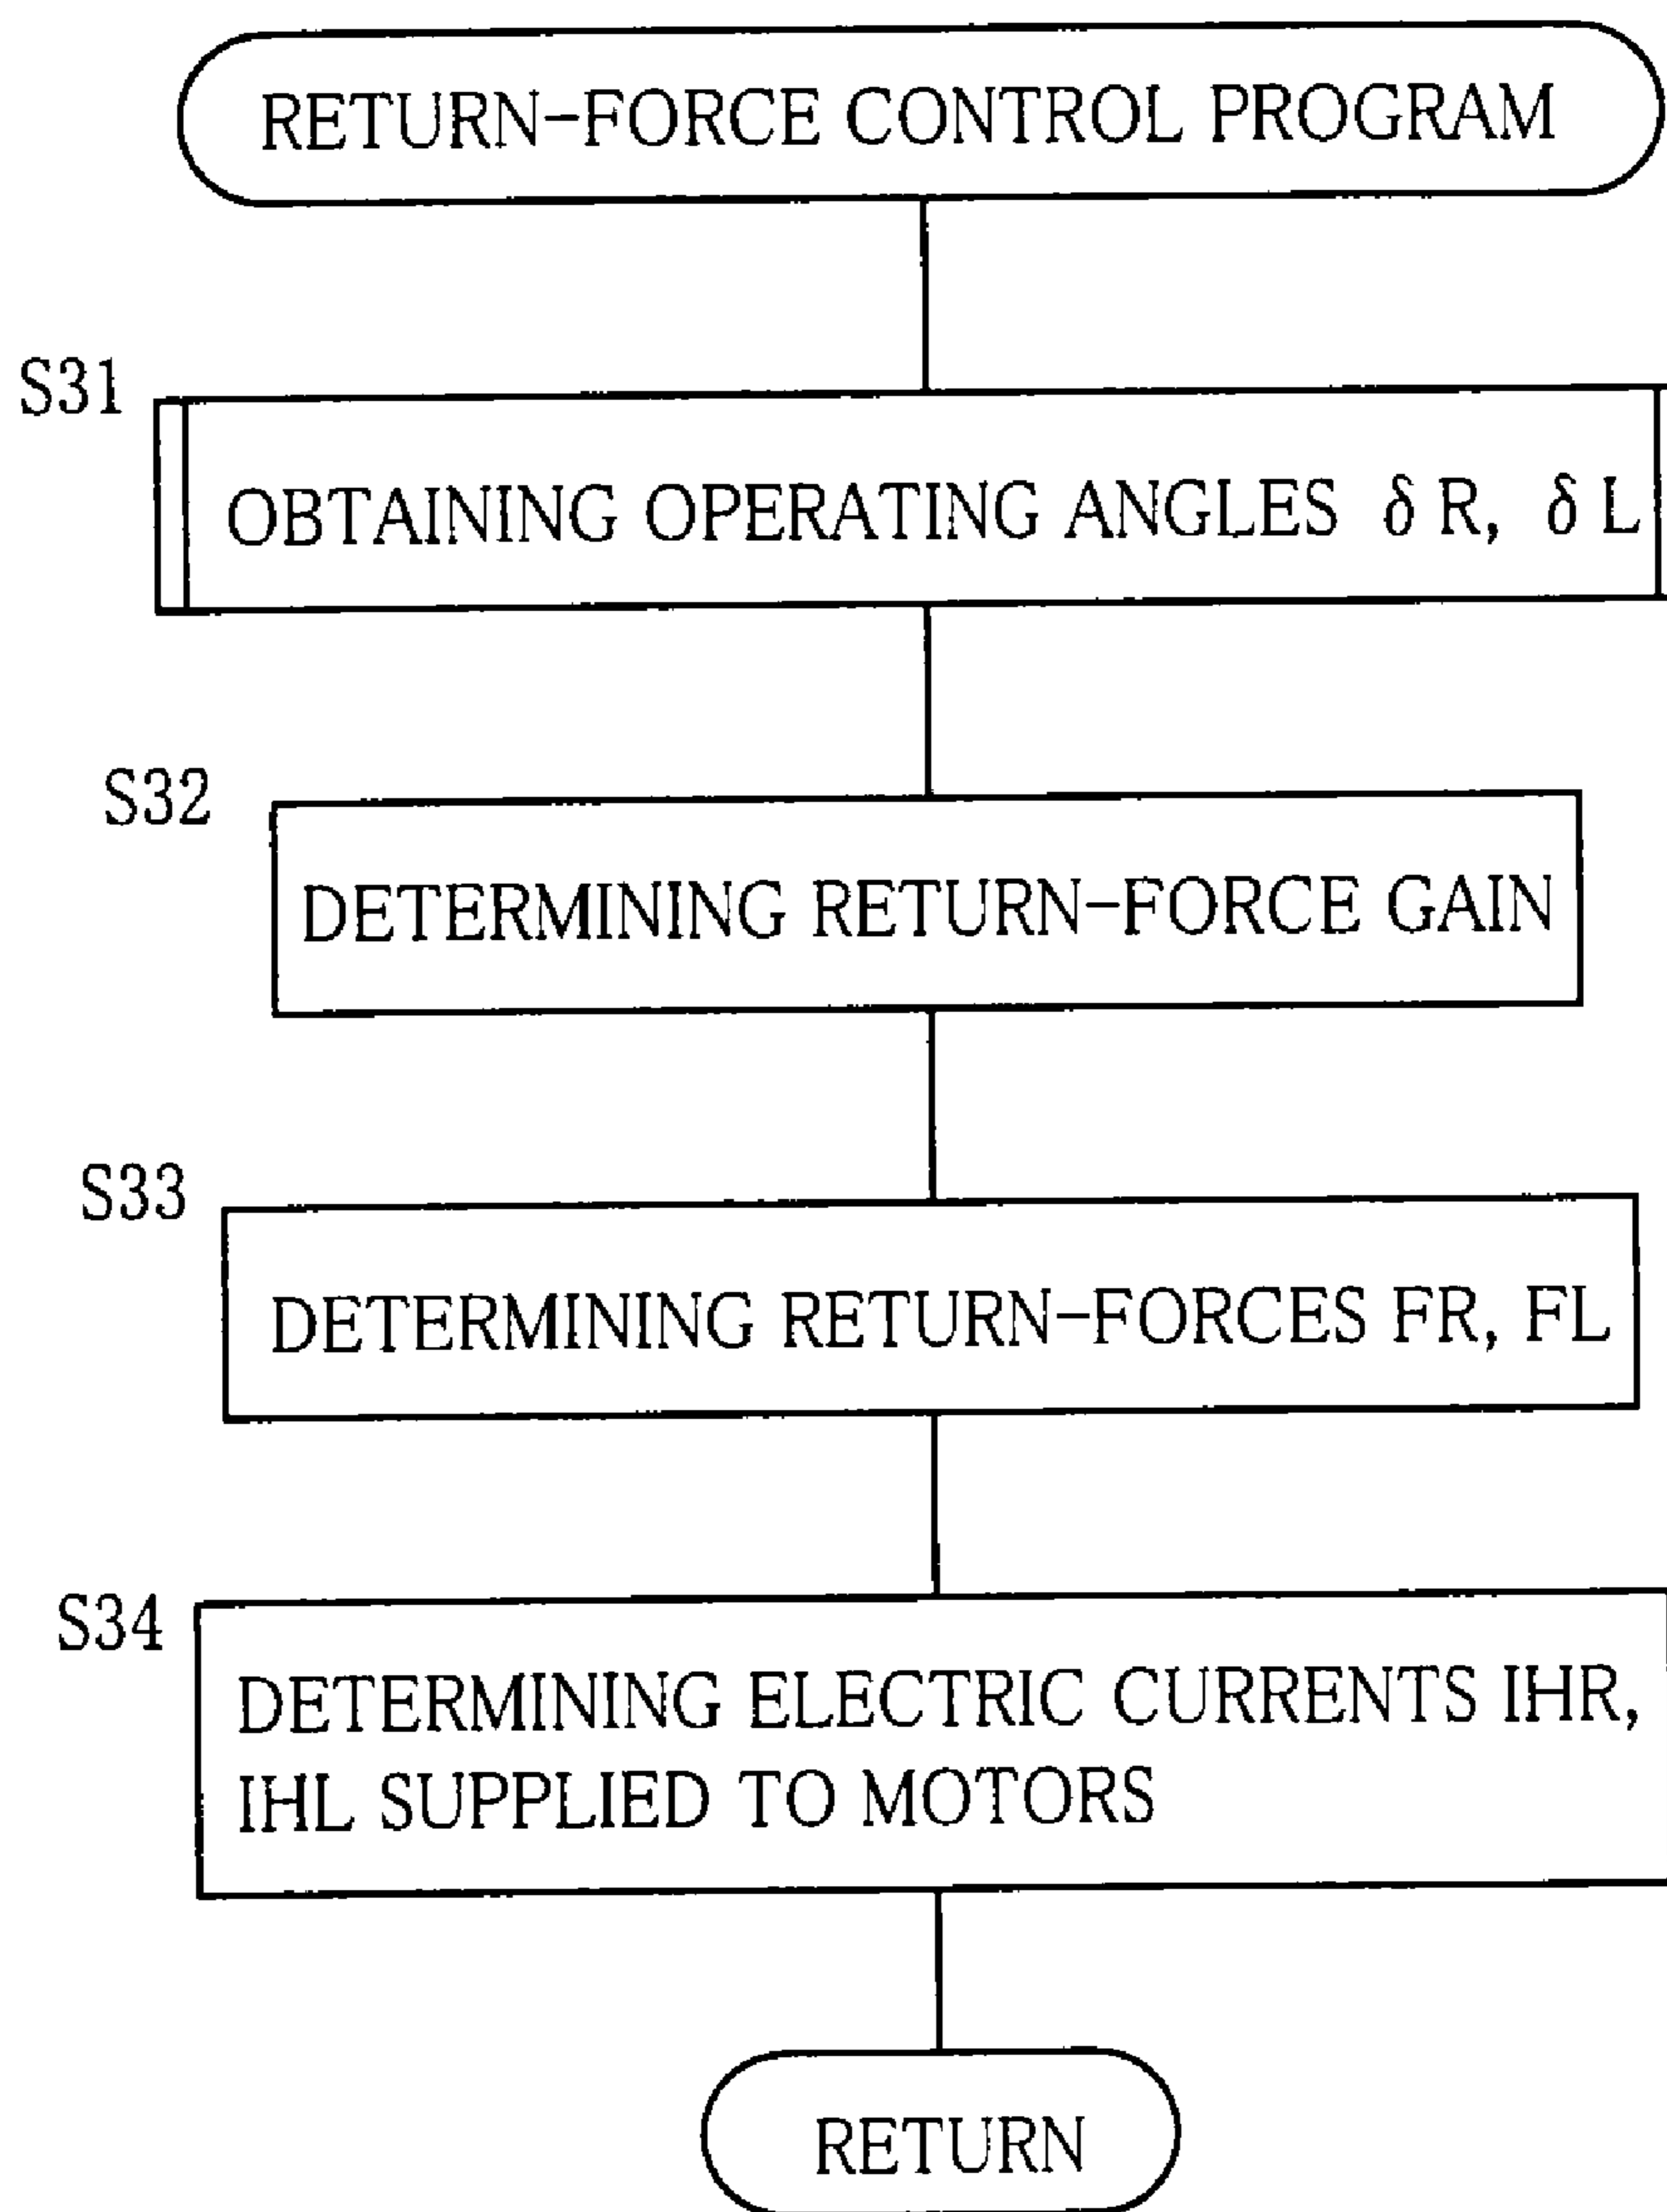 RETURN-FORCE CONTROL PROGRAM
S31
OBTAINING OPERATING ANGLES δR, δL
S32
DETERMINING RETURN-FORCE GAIN
S33
DETERMINING RETURN-FORCES FR, FL
S34
DETERMINING ELECTRIC CURRENTS IHR,
IHL SUPPLIED TO MOTORS
RETURN